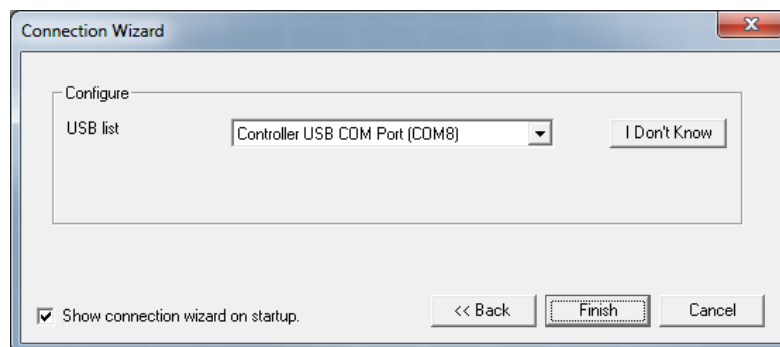 Connection Wizard
Configure
USB list
Controller USB COM Port (COM8)
I Don't Know
Show connection wizard on startup.
<< Back
Finish
Cancel